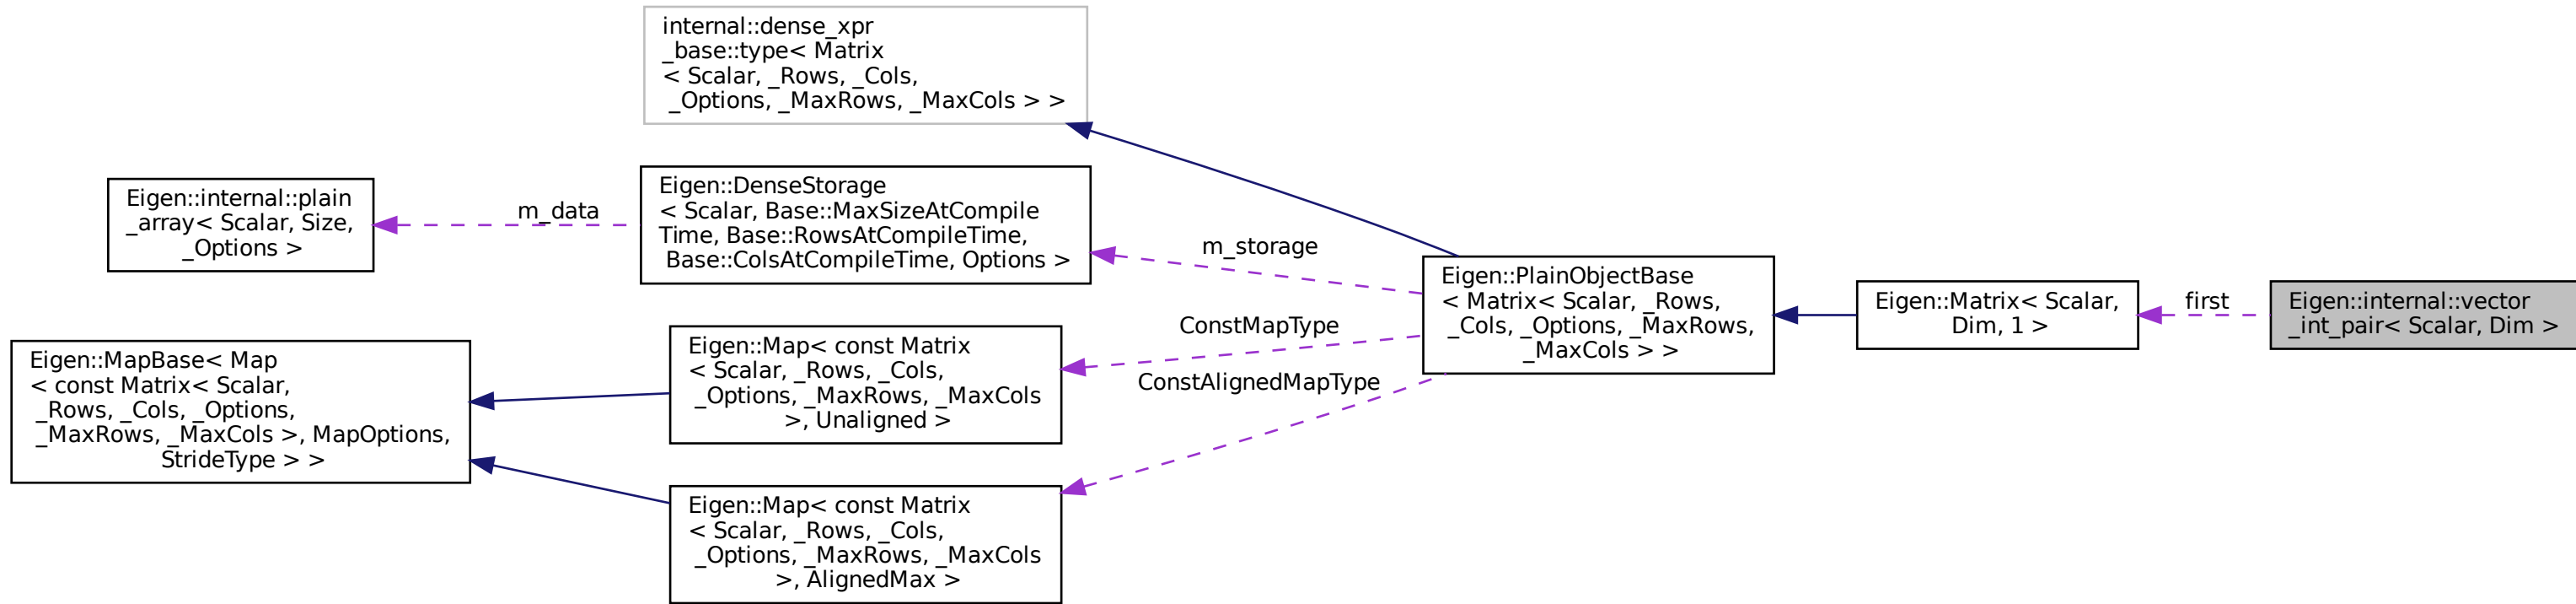 internal::dense_xpr
_base::type< Matrix
< Scalar, _Rows, _Cols,
_Options, _MaxRows, _MaxCols > >
Eigen::internal::plain
_array< Scalar, Size,
_Options >
m_data
Eigen::DenseStorage
< Scalar, Base::MaxSizeAtCompile
Time, Base::RowsAtCompileTime,
Base::ColsAtCompileTime, Options >
m_storage
Eigen::MapBase< Map
< const Matrix< Scalar,
_Rows, _Cols, _Options,
_MaxRows, _MaxCols >, MapOptions,
StrideType > >
Eigen::Map< const Matrix
< Scalar, _Rows, _Cols,
_Options, _MaxRows, _MaxCols
>, Unaligned >
ConstMapType
ConstAlignedMapType
Eigen::Map< const Matrix
< Scalar, _Rows, _Cols,
_Options, _MaxRows, _MaxCols
>, AlignedMax >
Eigen::PlainObjectBase
< Matrix< Scalar, _Rows,
_Cols, _Options, _MaxRows,
_MaxCols > >
Eigen::Matrix< Scalar,
Dim, 1 >
first
Eigen::internal::vector
_int_pair< Scalar, Dim >